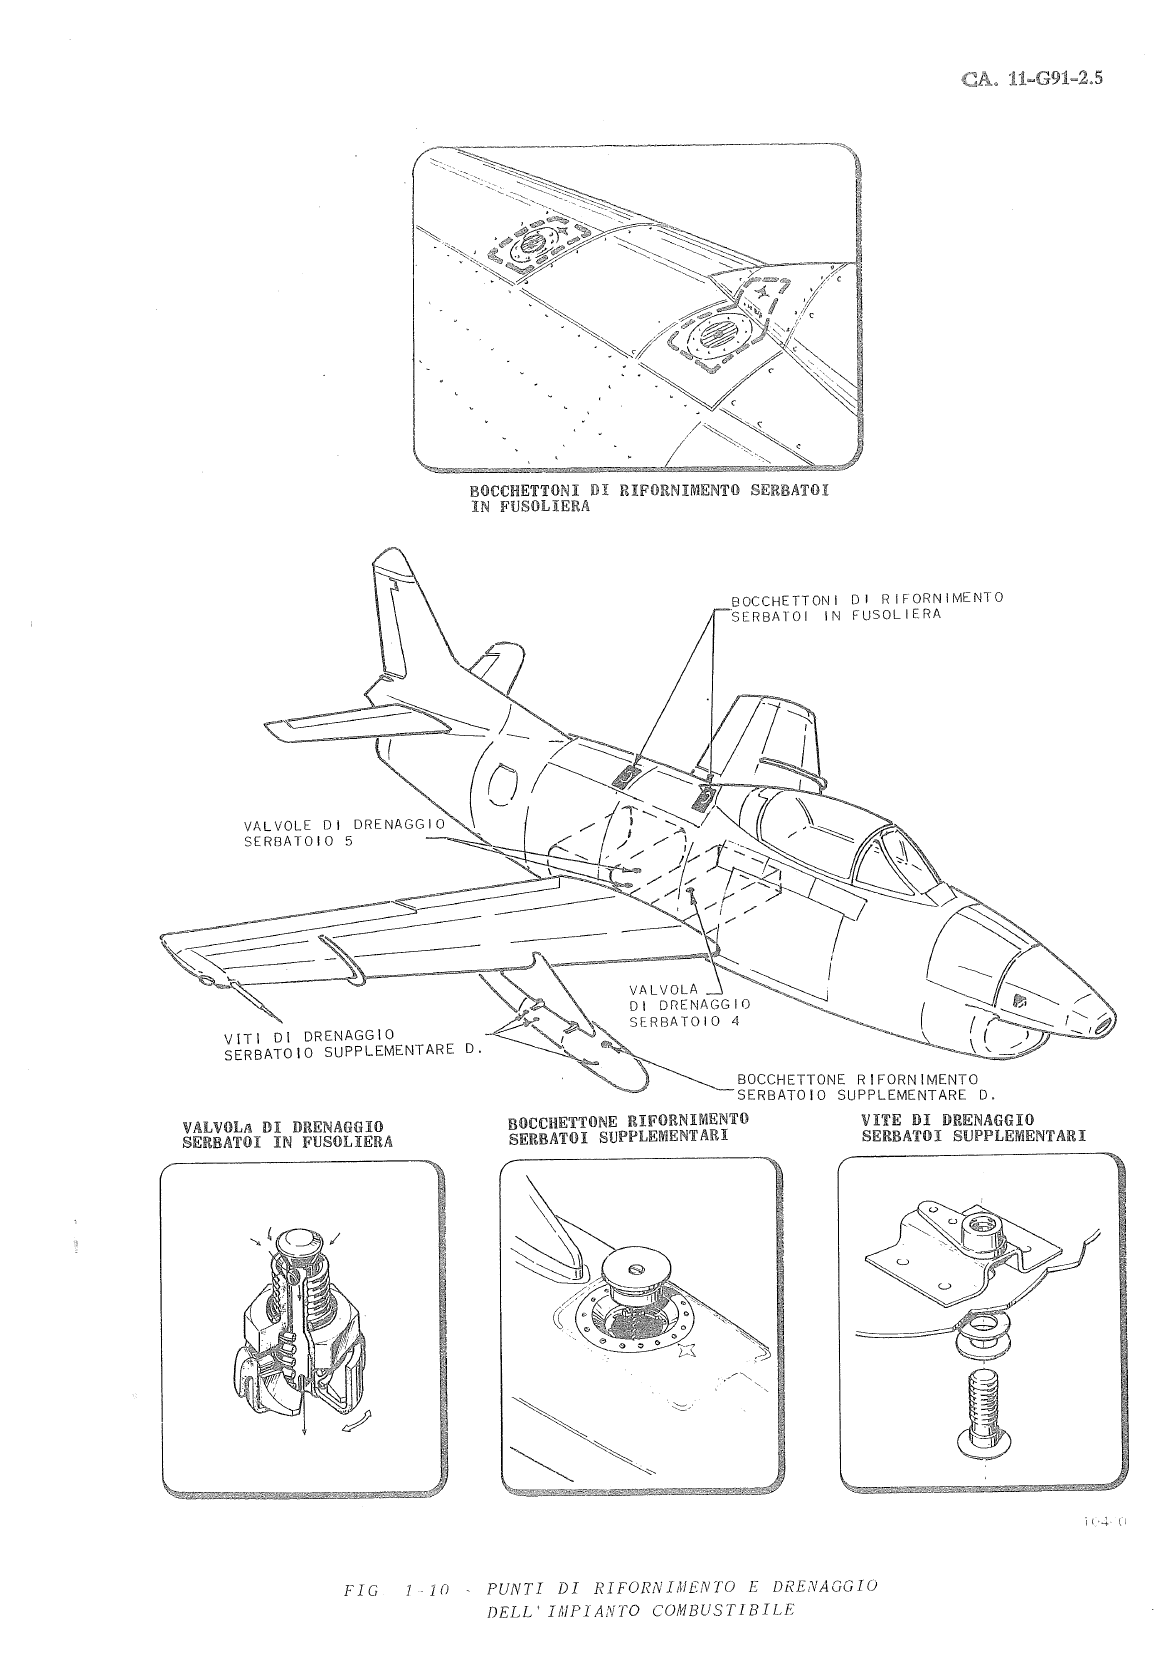 CA. 11-G91-2.5
BOCCHETTONI DI RIFORNIMENTO SERBATOI
IN FUSOLIERA
BOCCHETTONI DI RIFORNIMENTO
SERBATOI IN FUSOLIERA
VALVOLE DI DRENAGGIO
SERBATOIO 5
VALVOLA
DI DRENAGGIO
SERBATOIO 4
VITI DI DRENAGGIO
SERBATOIO SUPPLEMENTARE D.
BOCCHETTONE RIFORNIMENTO
SERBATOIO SUPPLEMENTARE D.
VALVOLa DI DRENAGGIO
SERBATOI IN FUSOLIERA
BOCCHETTONE RIFORNIMENTO
SERBATOI SUPPLEMENTARI
VITE DI DRENAGGIO
SERBATOI SUPPLEMENTARI
FIG 1-10 - PUNTI DI RIFORNIMENTO E DRENAGGIO
DELL' IMPIANTO COMBUSTIBILE